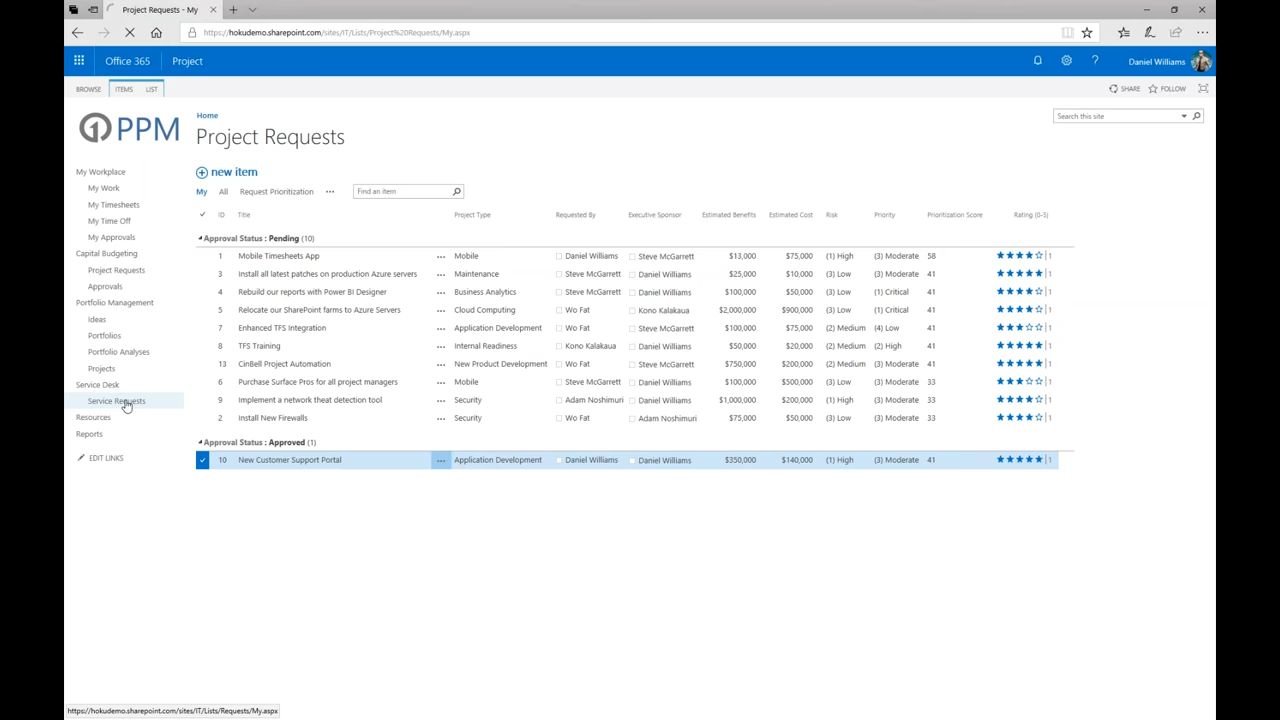 Project Requests - My
https://hokudemo.sharepoint.com/sites/IT/Lists/Project%20Requests/My.aspx
Office 365 Project Daniel Williams
BROWSE ITEMS LIST SHARE FOLLOW
PPM
Home
Search this site
Project Requests
My Workplace
My Work
My Timesheets
My Time Off
My Approvals
Capital Budgeting
Project Requests
Approvals
Portfolio Management
Ideas
Portfolios
Portfolio Analyses
Projects
Service Desk
Service Requests
Resources
Reports
EDIT LINKS
new item
My All Request Prioritization ... Find an item
ID Title Project Type Requested By Executive Sponsor Estimated Benefits Estimated Cost Risk Priority Prioritization Score Rating (0-5)
Approval Status : Pending (10)
1 Mobile Timesheets App ... Mobile Daniel Williams Steve McGarrett $13,000 $75,000 (1) High (3) Moderate 58 1
3 Install all latest patches on production Azure servers ... Maintenance Steve McGarrett Daniel Williams $25,000 $10,000 (3) Low (3) Moderate 41 1
4 Rebuild our reports with Power BI Designer ... Business Analytics Steve McGarrett Daniel Williams $100,000 $50,000 (3) Low (1) Critical 41 1
5 Relocate our SharePoint farms to Azure Servers ... Cloud Computing Wo Fat Kono Kalakaua $2,000,000 $900,000 (3) Low (1) Critical 41 1
7 Enhanced TFS Integration ... Application Development Wo Fat Steve McGarrett $100,000 $75,000 (2) Medium (4) Low 41 1
8 TFS Training ... Internal Readiness Kono Kalakaua Daniel Williams $50,000 $20,000 (2) Medium (2) High 41 1
13 CinBell Project Automation ... New Product Development Wo Fat Steve McGarrett $750,000 $200,000 (2) Medium (3) Moderate 41 1
6 Purchase Surface Pros for all project managers ... Mobile Steve McGarrett Daniel Williams $100,000 $500,000 (3) Low (3) Moderate 33 1
9 Implement a network theat detection tool ... Security Adam Noshimuri Daniel Williams $1,000,000 $200,000 (1) High (3) Moderate 33 1
2 Install New Firewalls ... Security Wo Fat Adam Noshimuri $75,000 $50,000 (3) Low (3) Moderate 33 1
Approval Status : Approved (1)
10 New Customer Support Portal ... Application Development Daniel Williams Daniel Williams $350,000 $140,000 (1) High (3) Moderate 41 1
https://hokudemo.sharepoint.com/sites/IT/Lists/Requests/My.aspx